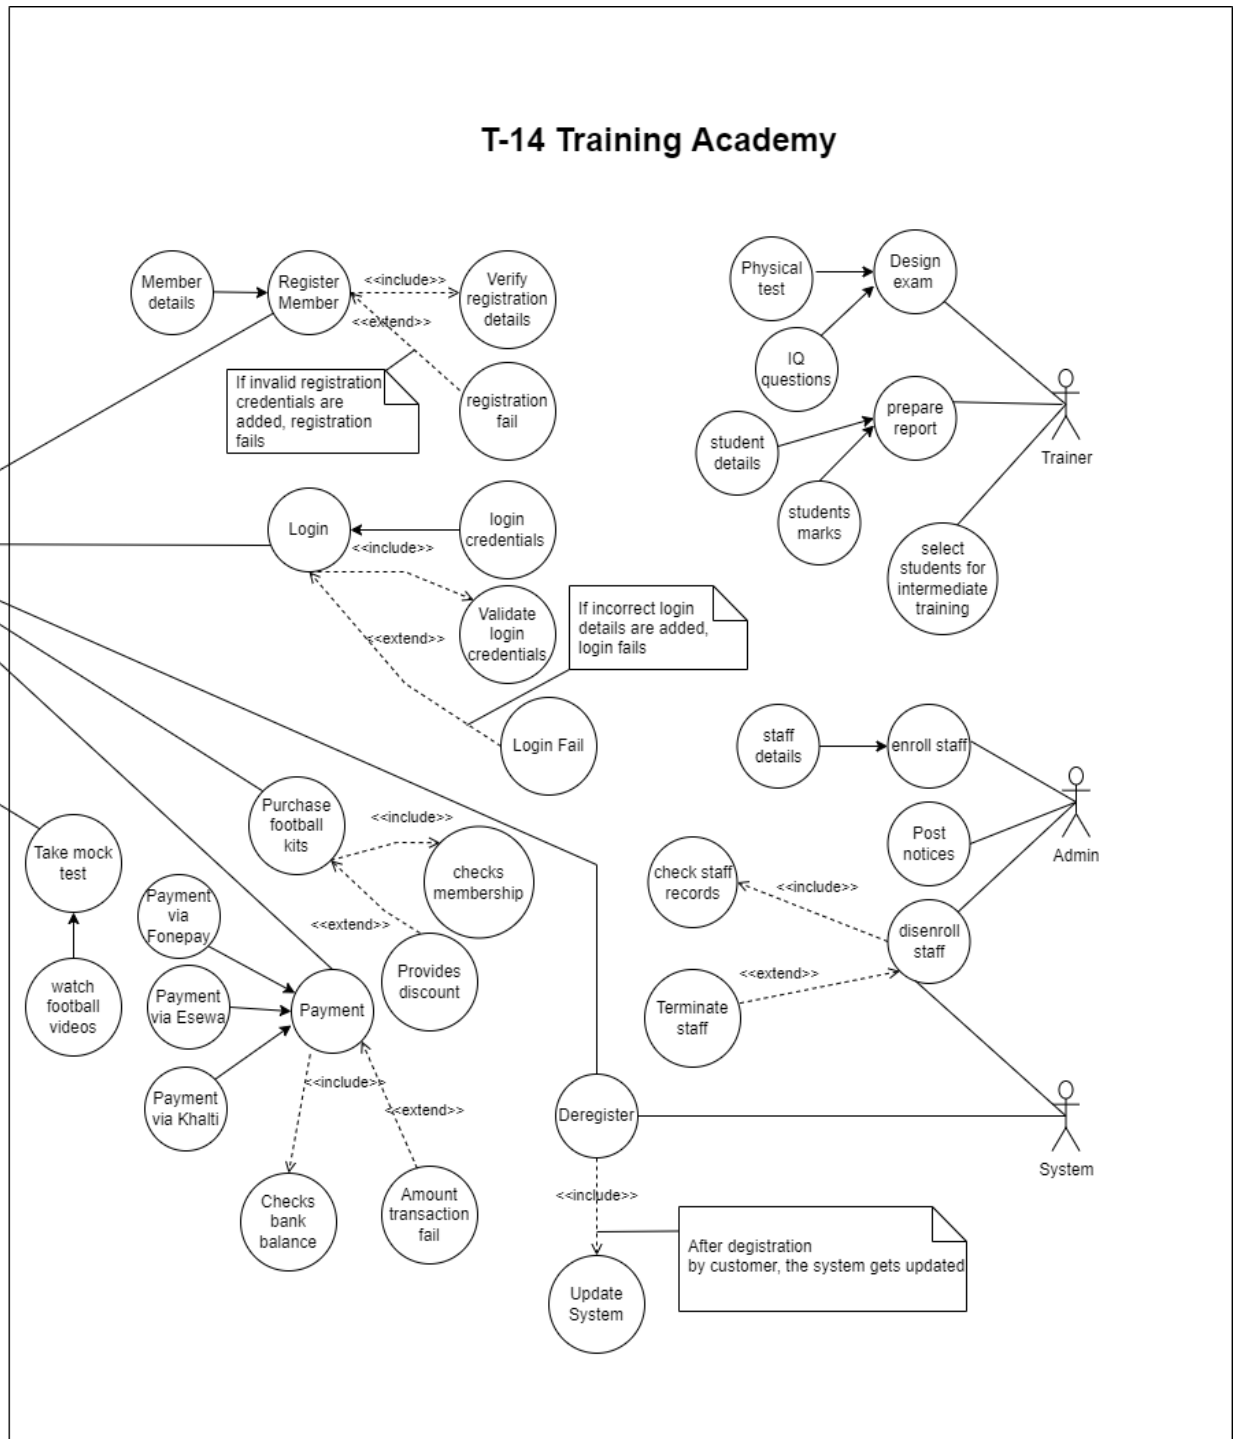 T-14 Training Academy
Member
details
Register
Member
<<include>>
Verify
registration
details
<<extend>>
If invalid registration
credentials are
added, registration
fails
registration
fail
Physical
test
Design
exam
IQ
questions
prepare
report
student
details
students
marks
Trainer
select
students for
intermediate
training
Login
login
credentials
<<include>>
Validate
login
credentials
<<extend>>
If incorrect login
details are added,
login fails
Login Fail
staff
details
enroll staff
Post
notices
Admin
check staff
records
<<include>>
disenroll
staff
<<extend>>
Terminate
staff
Purchase
football
kits
<<include>>
checks
membership
<<extend>>
Provides
discount
Take mock
test
watch
football
videos
Payment
via
Fonepay
Payment
via Esewa
Payment
via Khalti
Payment
<<include>>
<<extend>>
Checks
bank
balance
Amount
transaction
fail
Deregister
System
<<include>>
After degistration
by customer, the system gets updated
Update
System